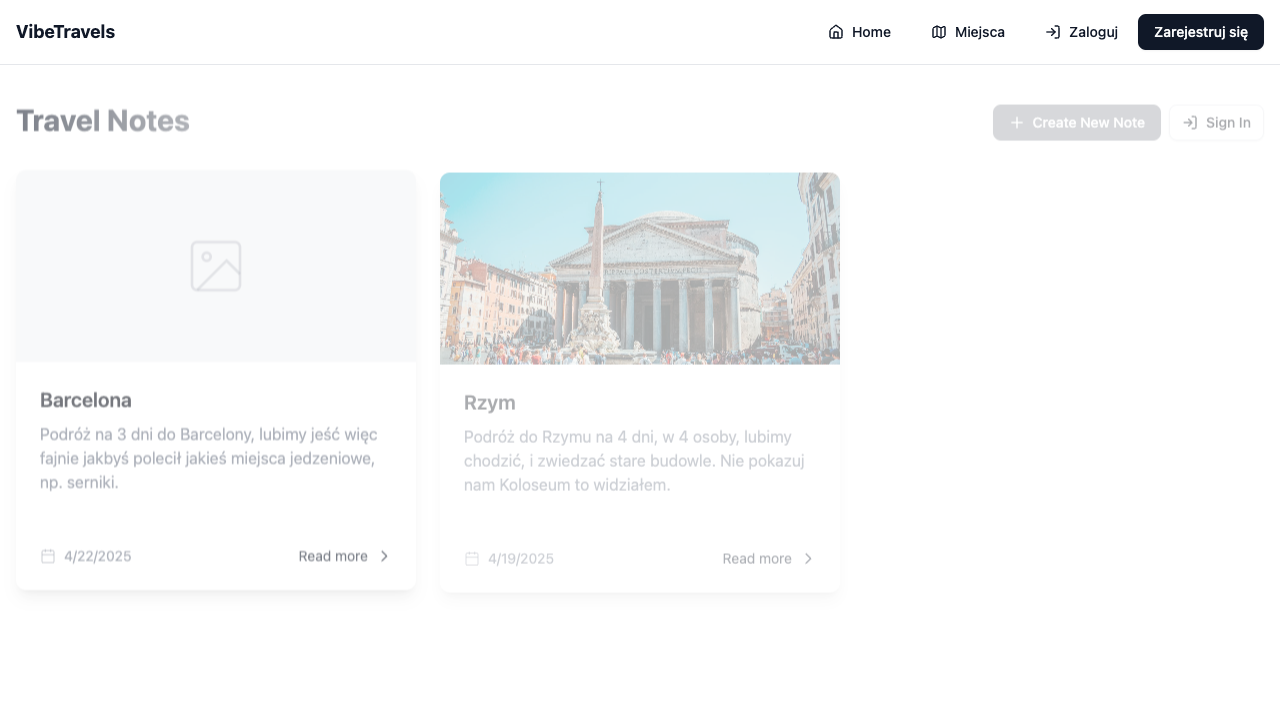 VibeTravels
Home
Miejsca
Zaloguj
Zarejestruj się
Travel Notes
Create New Note
Sign In
Barcelona
Podróż na 3 dni do Barcelony, lubimy jeść więc
fajnie jakbyś polecił jakieś miejsca jedzeniowe,
np. serniki.
4/22/2025
Read more
Rzym
Podróż do Rzymu na 4 dni, w 4 osoby, lubimy
chodzić, i zwiedzać stare budowle. Nie pokazuj
nam Koloseum to widziałem.
4/19/2025
Read more